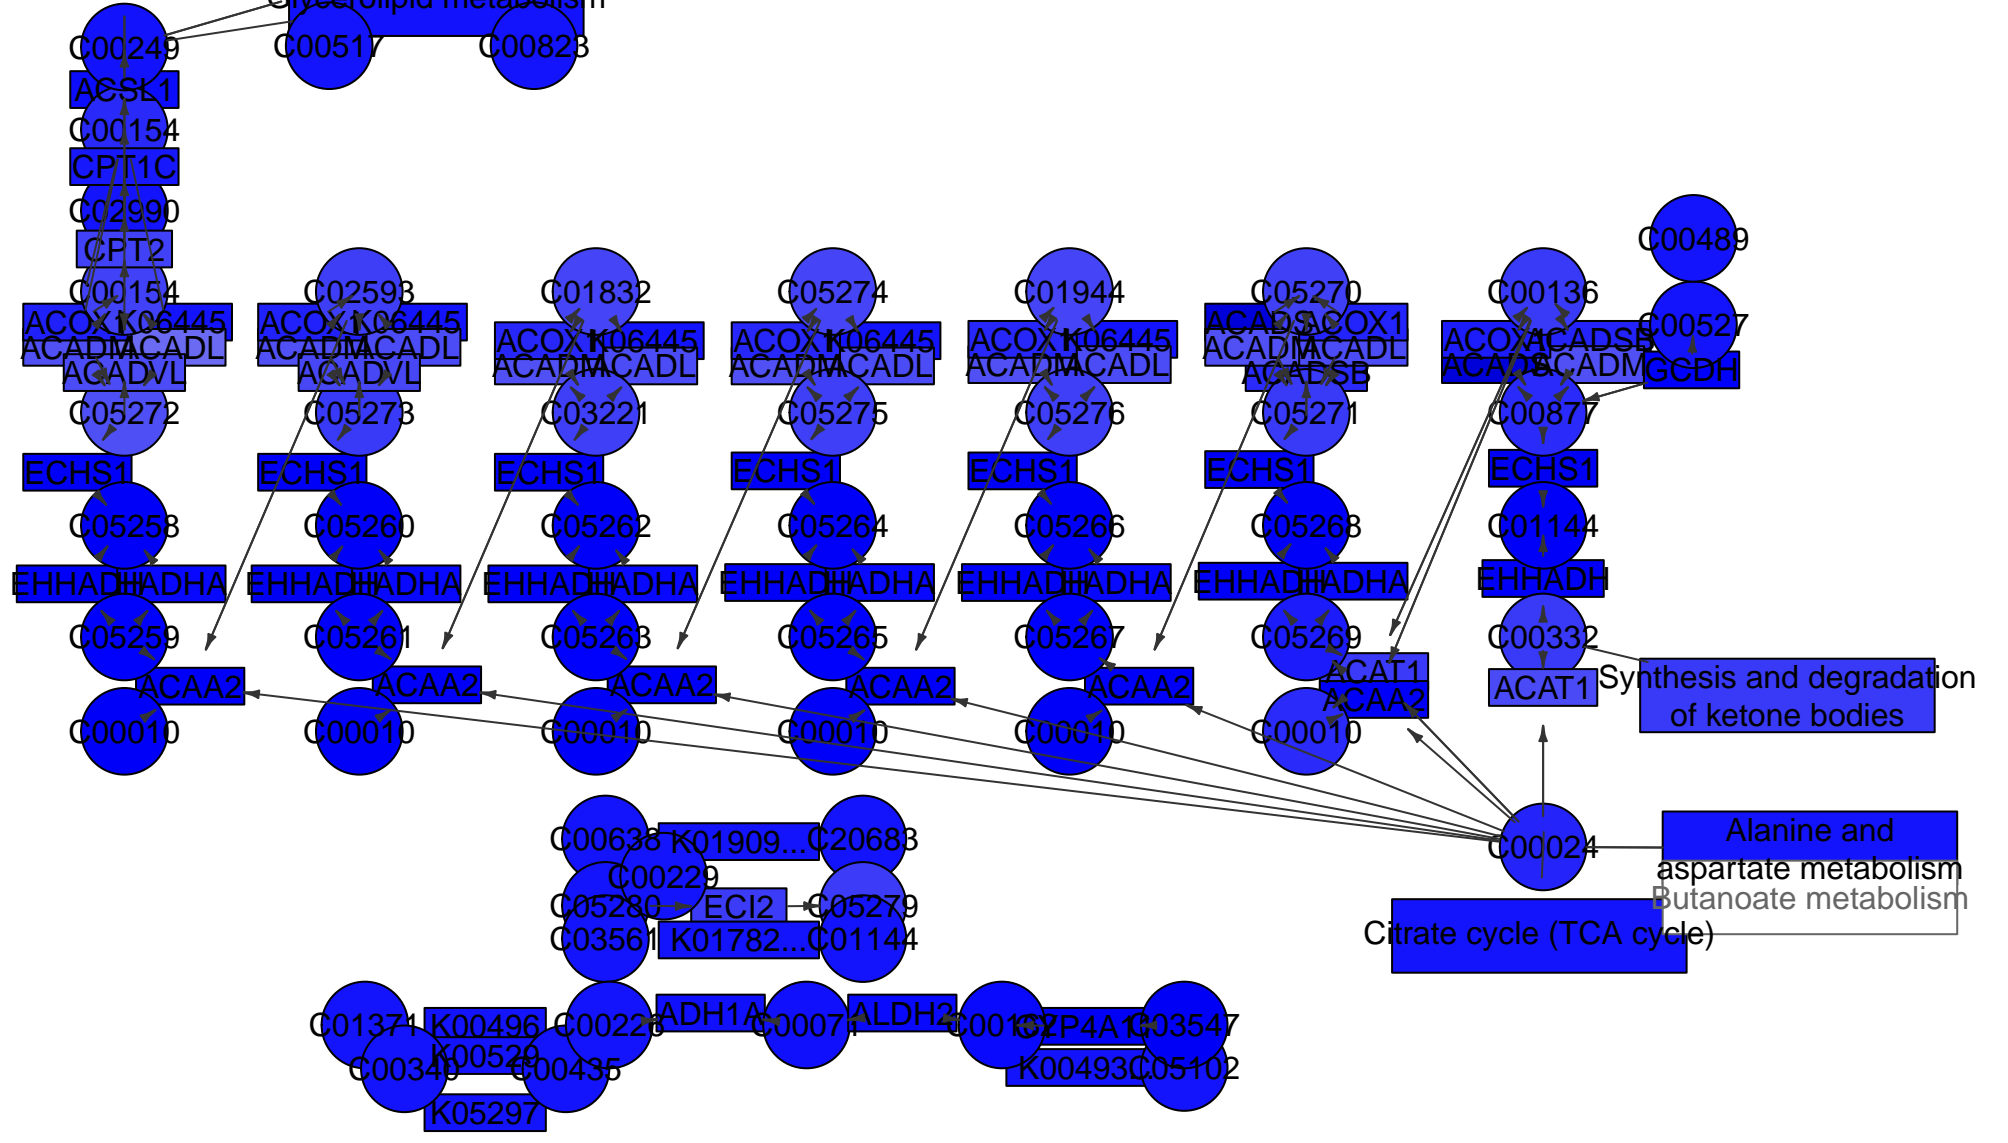 Glycerolipid metabolism
C00249
C00517
C00823
ACSL1
C00154
CPT1C
C02990
CPT2
C00489
C00154
C02593
C01832
C05274
C01944
C05270
C00136
C00527
ACOX1
K06445
ACOX1
K06445
ACOX1
K06445
ACOX1
K06445
ACOX1
K06445
ACADS
ACOX1
ACOX1
ACADSB
ACADM
ACADL
ACADM
ACADL
ACADM
ACADL
ACADM
ACADL
ACADM
ACADL
ACADM
ACADL
ACADS
ACADM
GCDH
ACADVL
ACADVL
ACADSB
C05272
C05273
C03221
C05275
C05276
C05271
C00877
ECHS1
ECHS1
ECHS1
ECHS1
ECHS1
ECHS1
ECHS1
C05258
C05260
C05262
C05264
C05266
C05268
C01144
EHHADH
HADHA
EHHADH
HADHA
EHHADH
HADHA
EHHADH
HADHA
EHHADH
HADHA
EHHADH
HADHA
EHHADH
C05259
C05261
C05263
C05265
C05267
C05269
C00332
ACAA2
ACAA2
ACAA2
ACAA2
ACAA2
ACAT1
ACAA2
ACAT1
Synthesis and degradation
of ketone bodies
C00010
C00010
C00010
C00010
C00010
C00010
C00638
K01909...
C20683
C00229
C05280
ECI2
C05279
C03561
K01782...
C01144
C00024
Alanine and
aspartate metabolism
Butanoate metabolism
Citrate cycle (TCA cycle)
C01371
K00496
C00226
ADH1A
C00071
ALDH2
C03547
K00529
C00340
C00435
K00493...
C05102
K05297